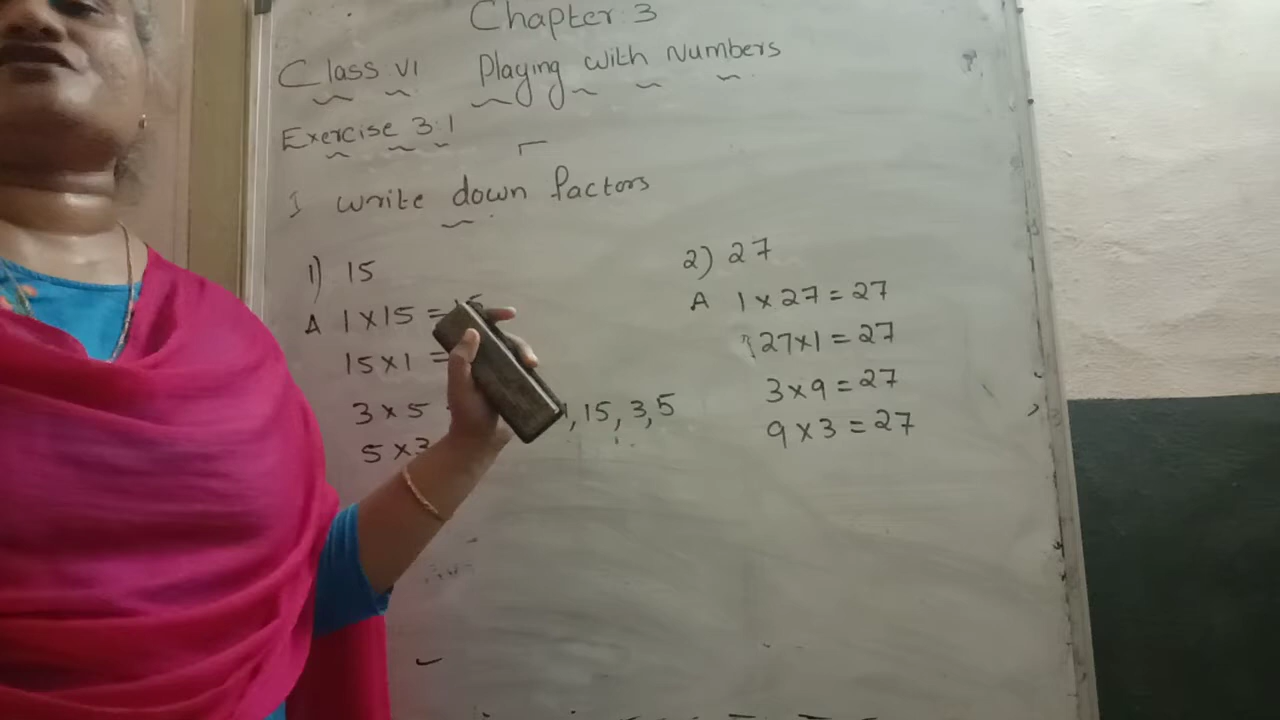 Chapter 3
Class VI Playing with Numbers
Exercise 3.1
I write down factors
1) 15
A 1 × 15 =
15 × 1 =
3 × 5 , 15, 3, 5
5 × 3
2) 27
A 1 × 27 = 27
27 × 1 = 27
3 × 9 = 27
9 × 3 = 27